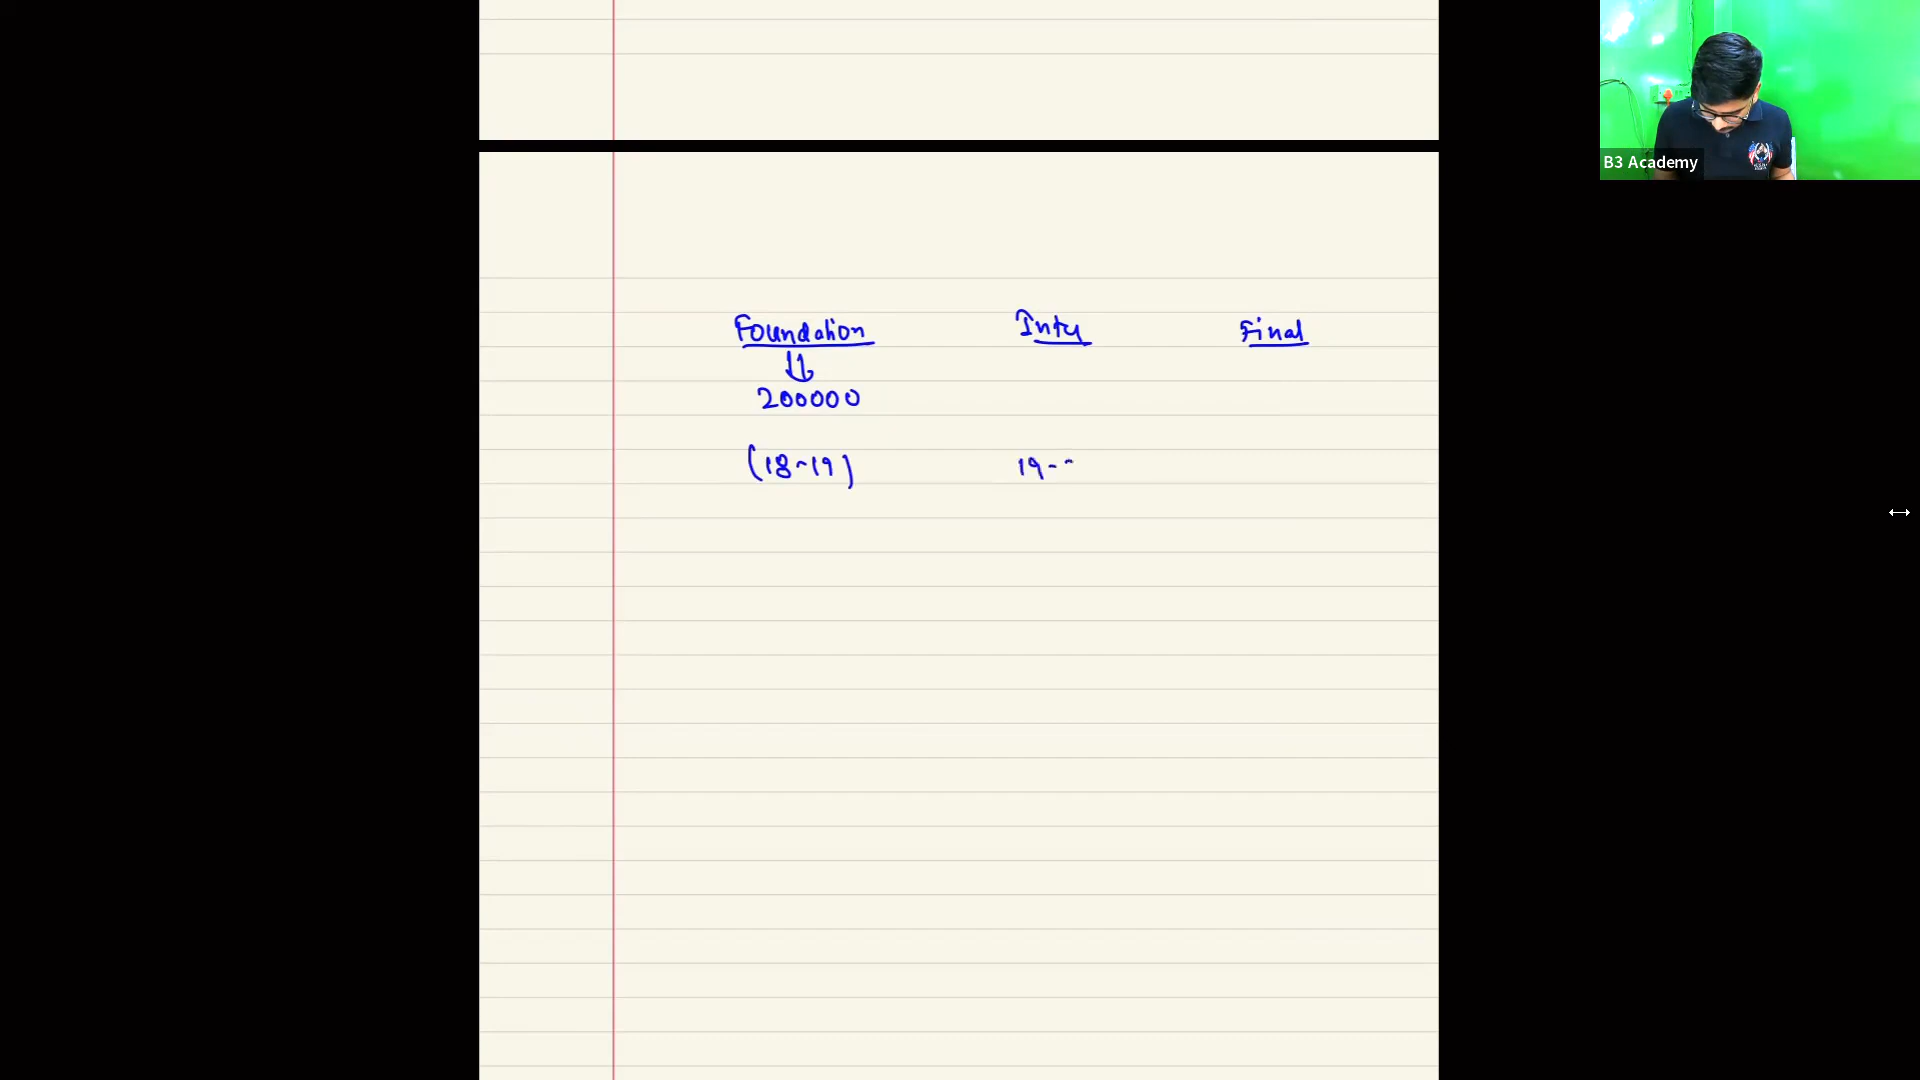 B3 Academy
Foundation Inty Final
200000
(18-19) 19--